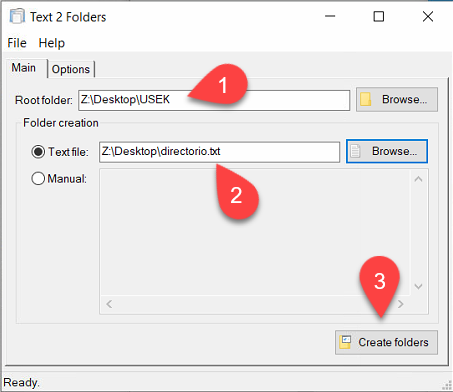 Text 2 Folders
File Help
Main Options
Root folder: Z:\Desktop\USEK Browse...
1
Folder creation
Text file: Z:\Desktop\directorio.txt Browse...
Manual:
2
3
Create folders
Ready.